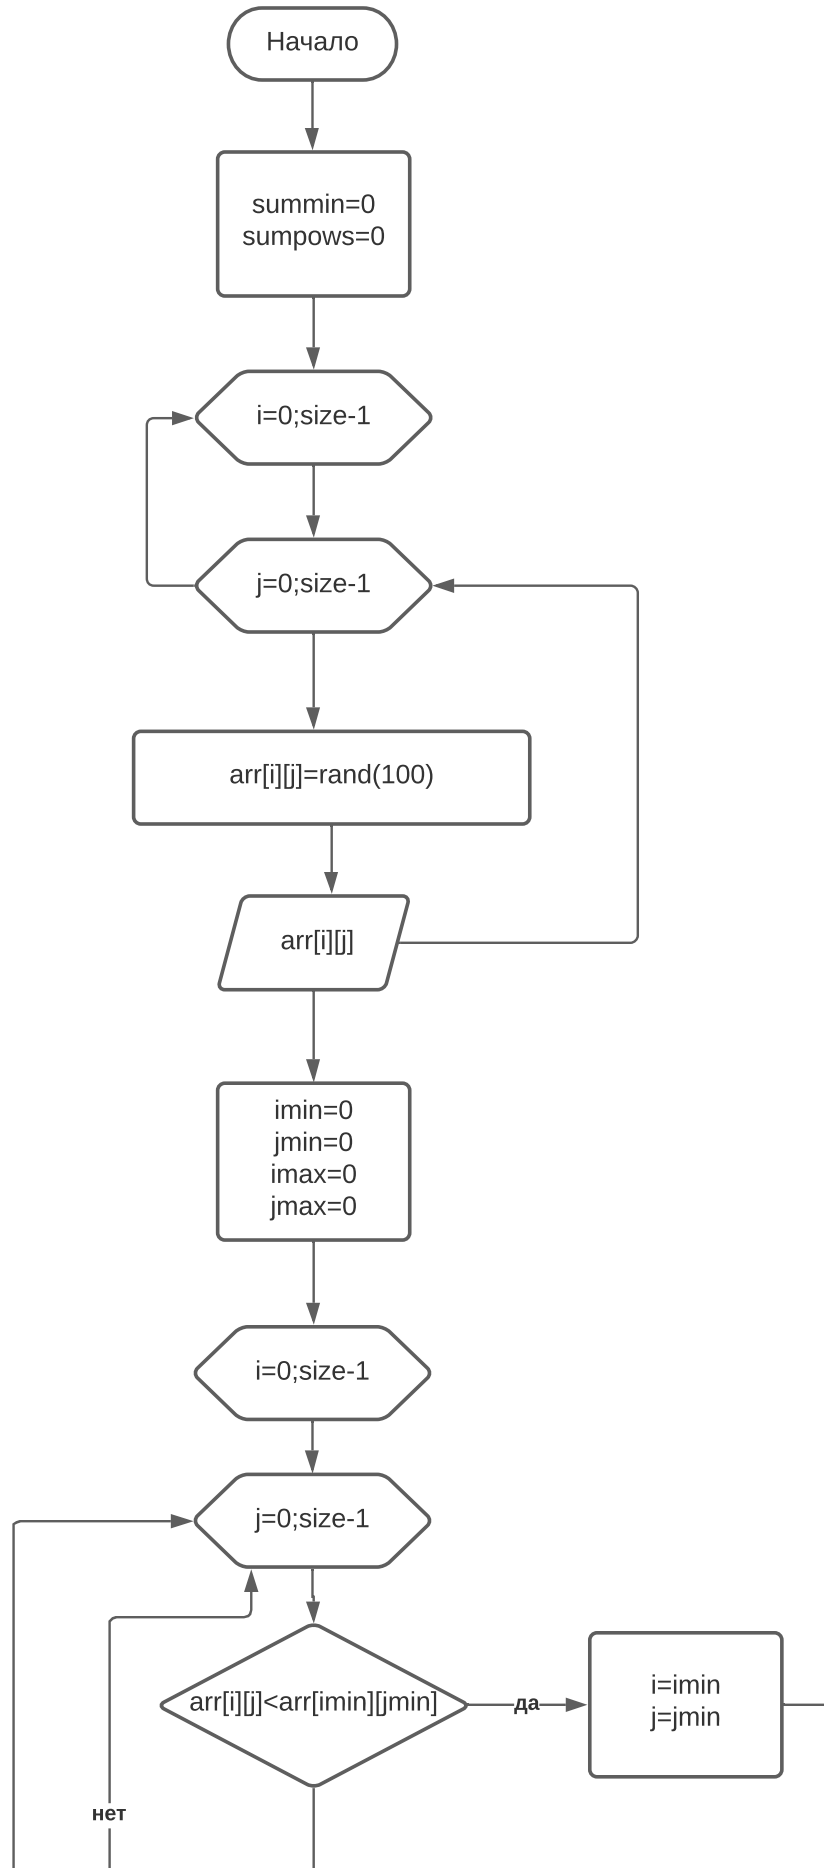 Начало
summin=0
sumpows=0
i=0;size-1
j=0;size-1
arr[i][j]=rand(100)
arr[i][j]
imin=0
jmin=0
imax=0
jmax=0
i=0;size-1
j=0;size-1
arr[i][j]<arr[imin][jmin]
да
i=imin
j=jmin
нет